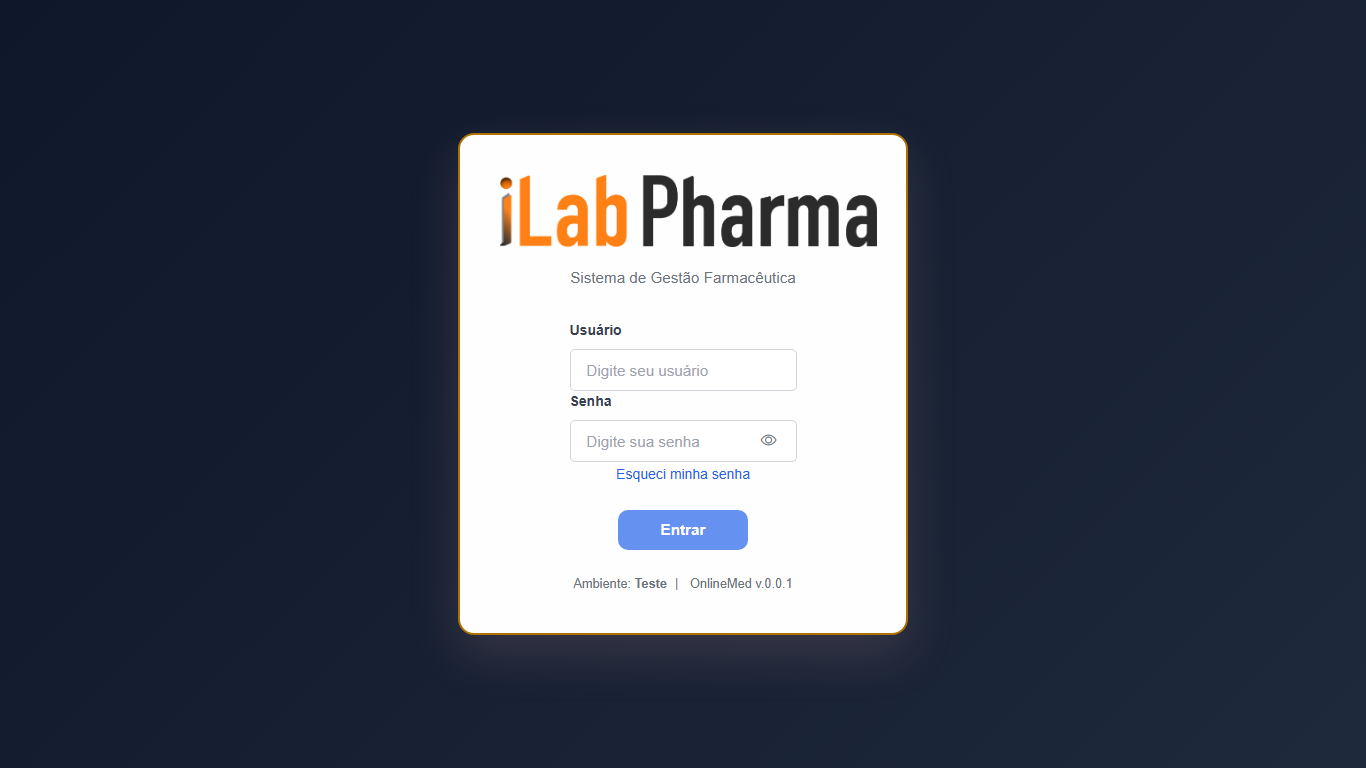 iLab Pharma
Sistema de Gestão Farmacêutica
Usuário
Digite seu usuário
Senha
Digite sua senha
Esqueci minha senha
Entrar
Ambiente: Teste | OnlineMed v.0.0.1